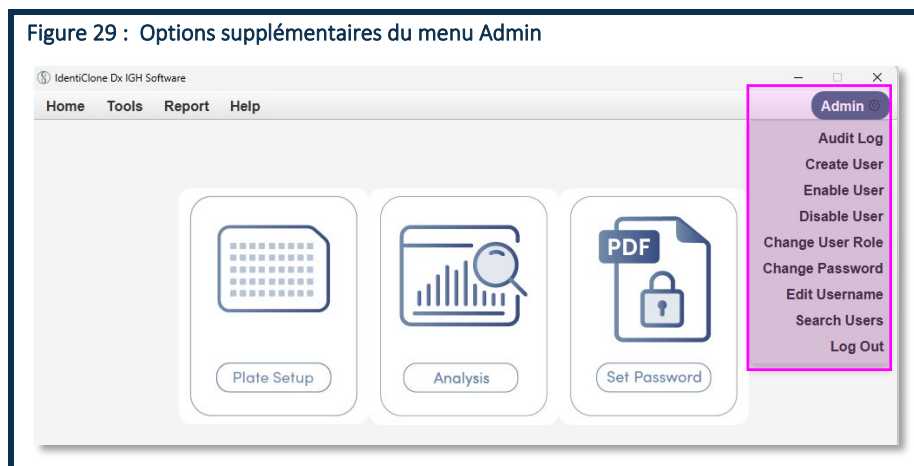 Figure 29 : Options supplémentaires du menu Admin
IdentiClone Dx IGH Software
Home Tools Report Help Admin
Audit Log
Create User
Enable User
Disable User
Change User Role
Change Password
Edit Username
Search Users
Log Out
PDF
Plate Setup Analysis Set Password